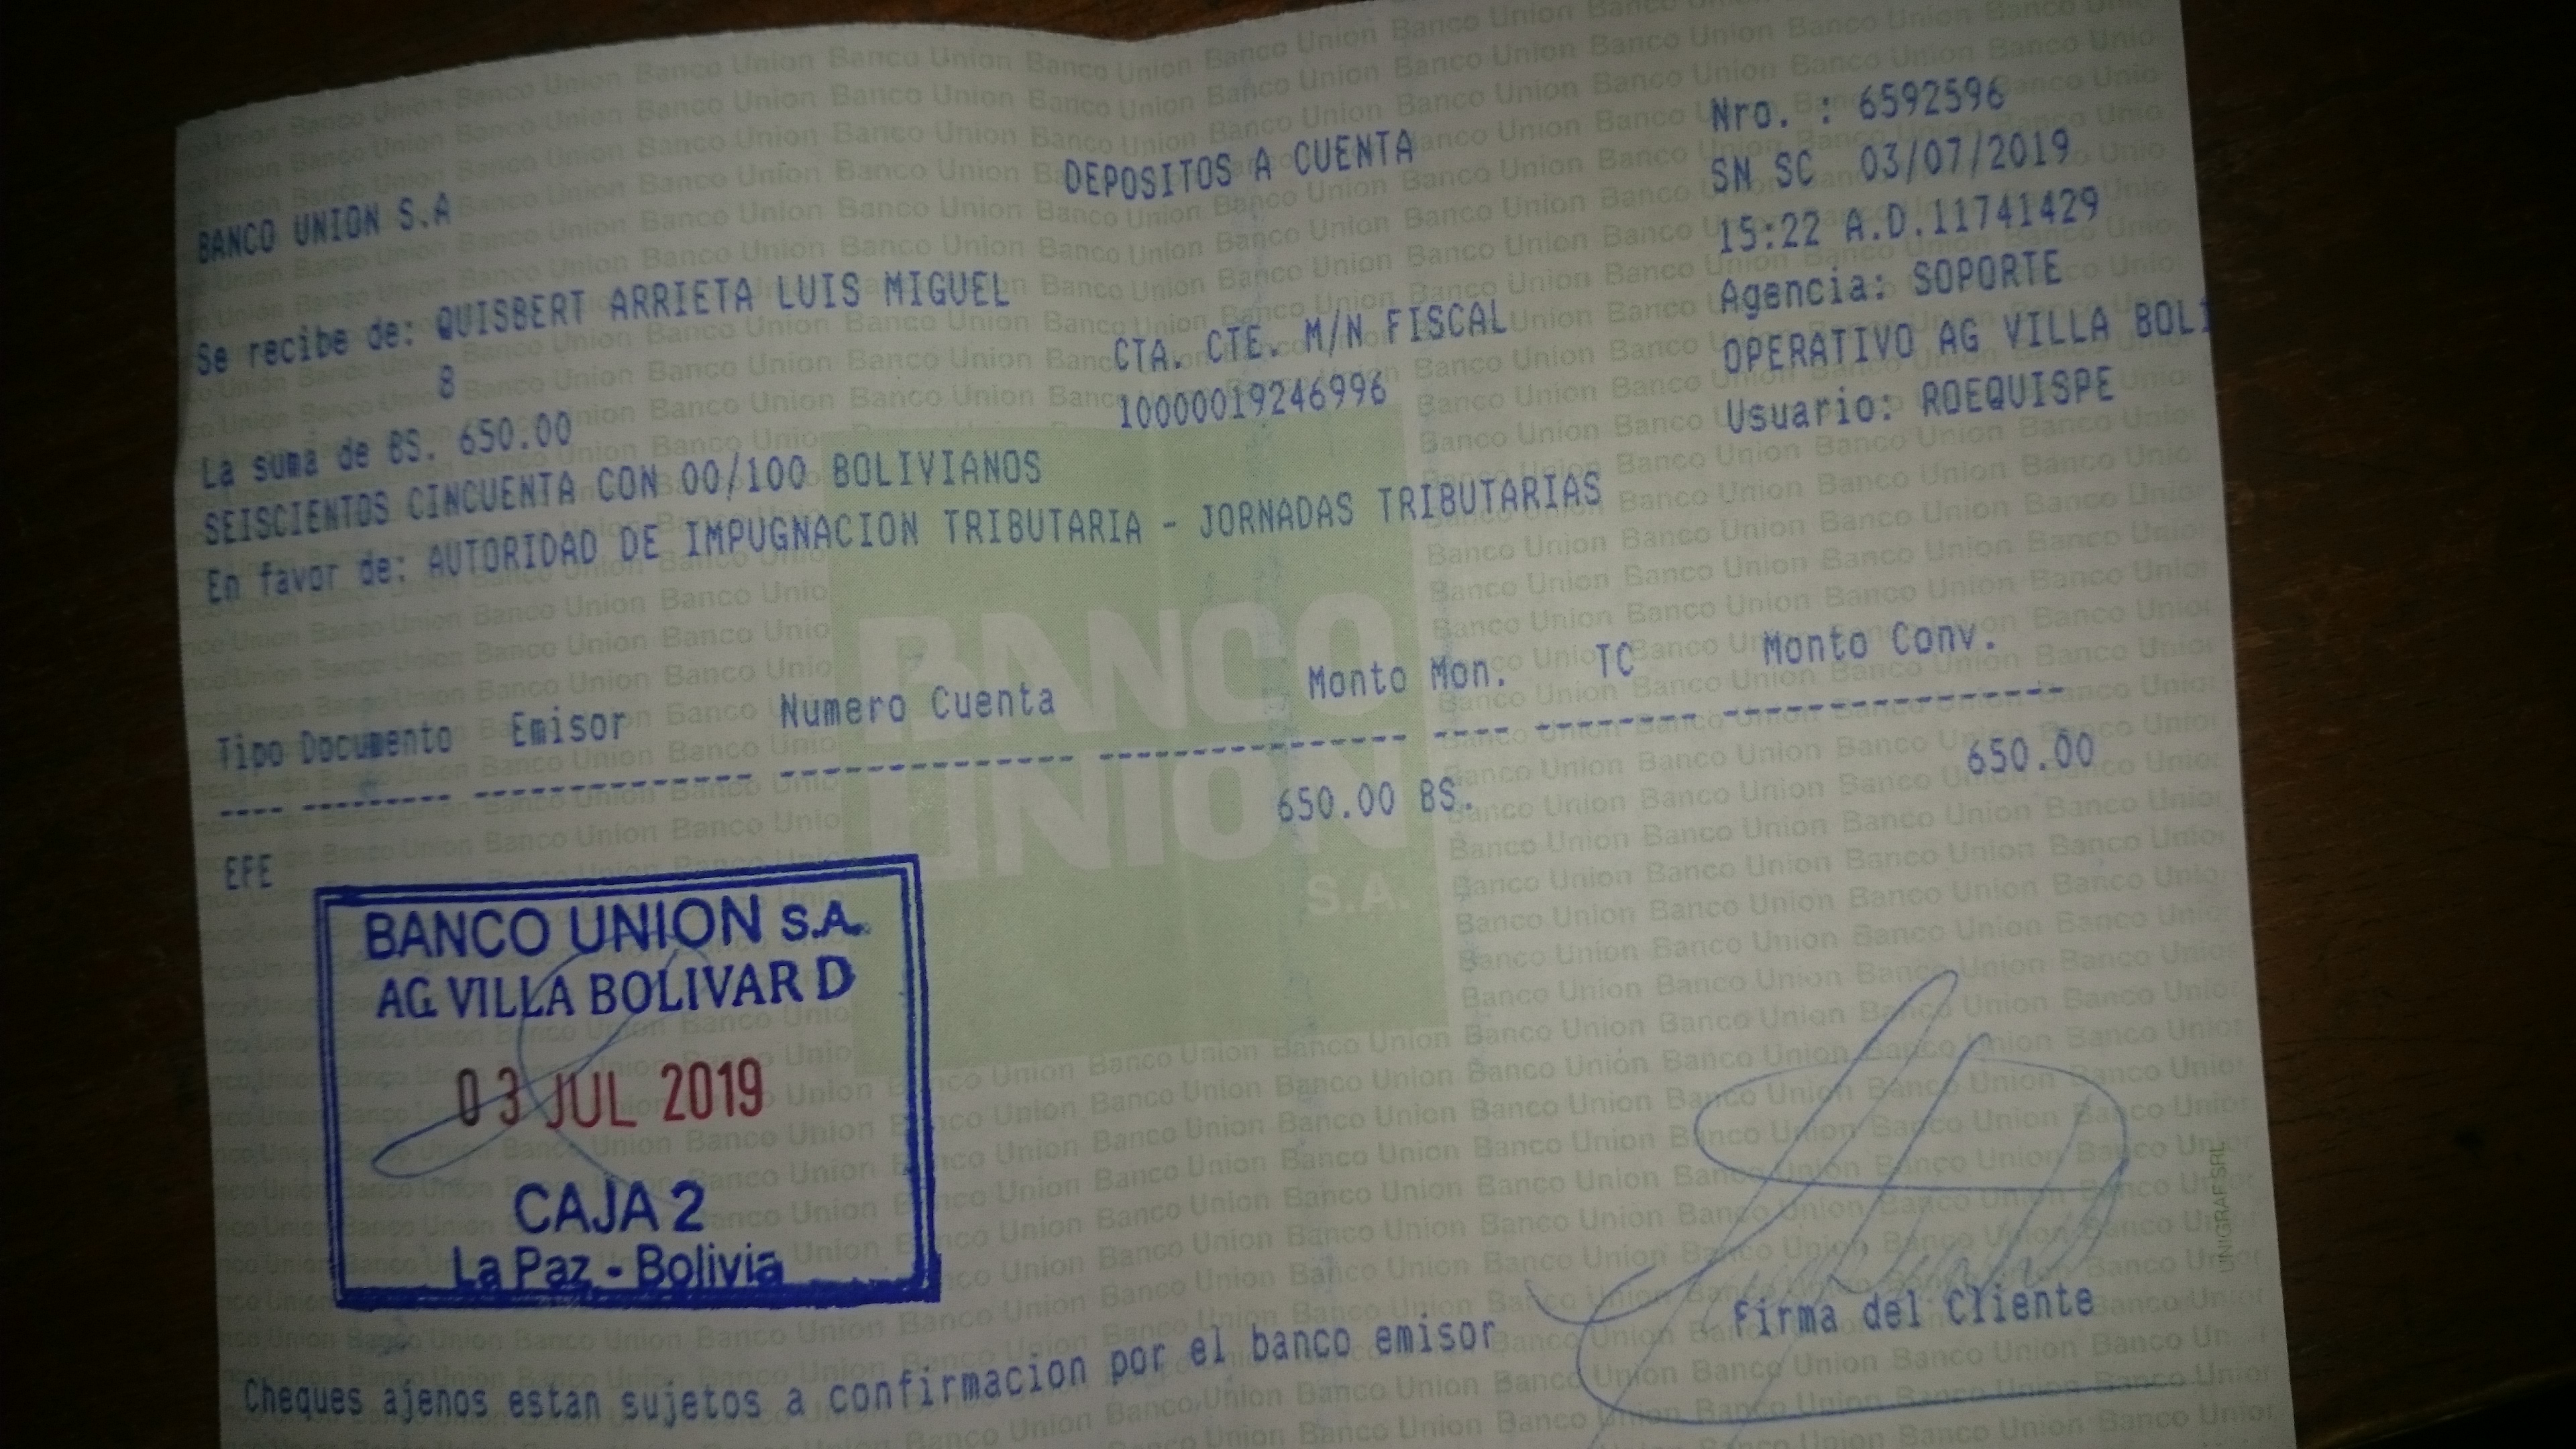 BANCO UNION S.A
DEPOSITOS A CUENTA
Nro. : 6592596
SN SC 03/07/2019
15:22 A.D.11741429
Agencia: SOPORTE
OPERATIVO AG VILLA BOLI
Usuario: ROEQUISPE
Se recibe de: QUISBERT ARRIETA LUIS MIGUEL
8
CTA. CTE. M/N FISCAL
10000019246996
La suma de BS. 650.00
SEISCIENTOS CINCUENTA CON 00/100 BOLIVIANOS
En favor de: AUTORIDAD DE IMPUGNACION TRIBUTARIA - JORNADAS TRIBUTARIAS
Tipo Documento Emisor Numero Cuenta Monto Mon. TC Monto Conv.
EFE 650.00 BS. 650.00
BANCO
UNION
S.A.
BANCO UNION S.A.
AG VILLA BOLIVAR D
03 JUL 2019
CAJA 2
La Paz - Bolivia
Firma del Cliente
Cheques ajenos estan sujetos a confirmacion por el banco emisor
UNIGRAF SRL